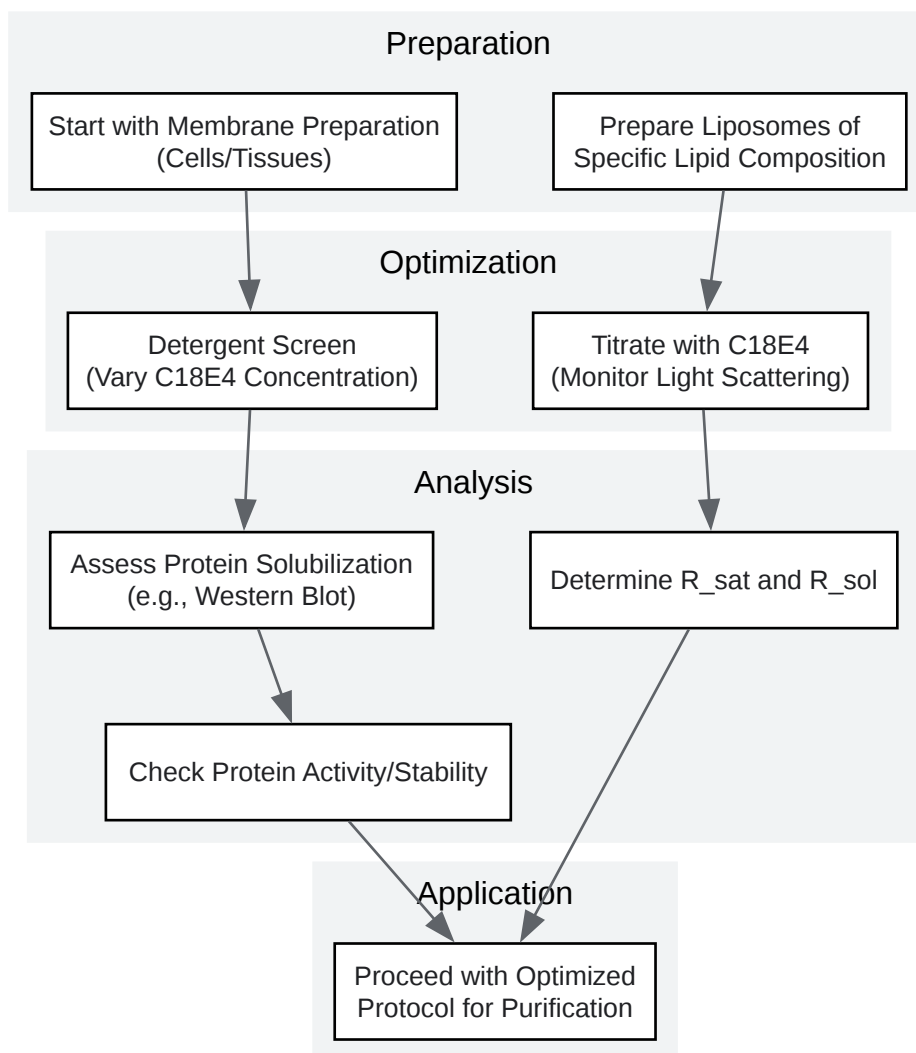 Preparation
Start with Membrane Preparation
(Cells/Tissues)
Prepare Liposomes of
Specific Lipid Composition
Optimization
Detergent Screen
(Vary C18E4 Concentration)
Titrate with C18E4
(Monitor Light Scattering)
Analysis
Assess Protein Solubilization
(e.g., Western Blot)
Determine R_sat and R_sol
Check Protein Activity/Stability
Application
Proceed with Optimized
Protocol for Purification